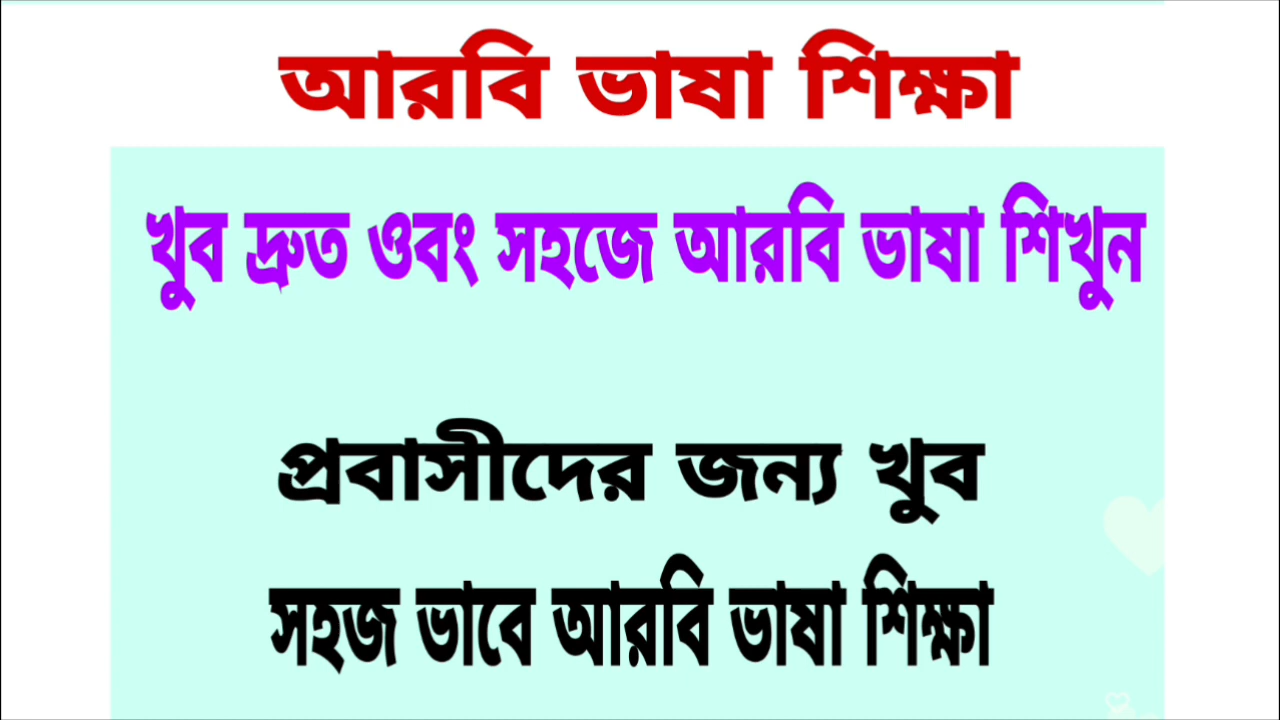 আরবি ভাষা শিক্ষা
খুব দ্রুত ওবং সহজে আরবি ভাষা শিখুন
প্রবাসীদের জন্য খুব
সহজ ভাবে আরবি ভাষা শিক্ষা